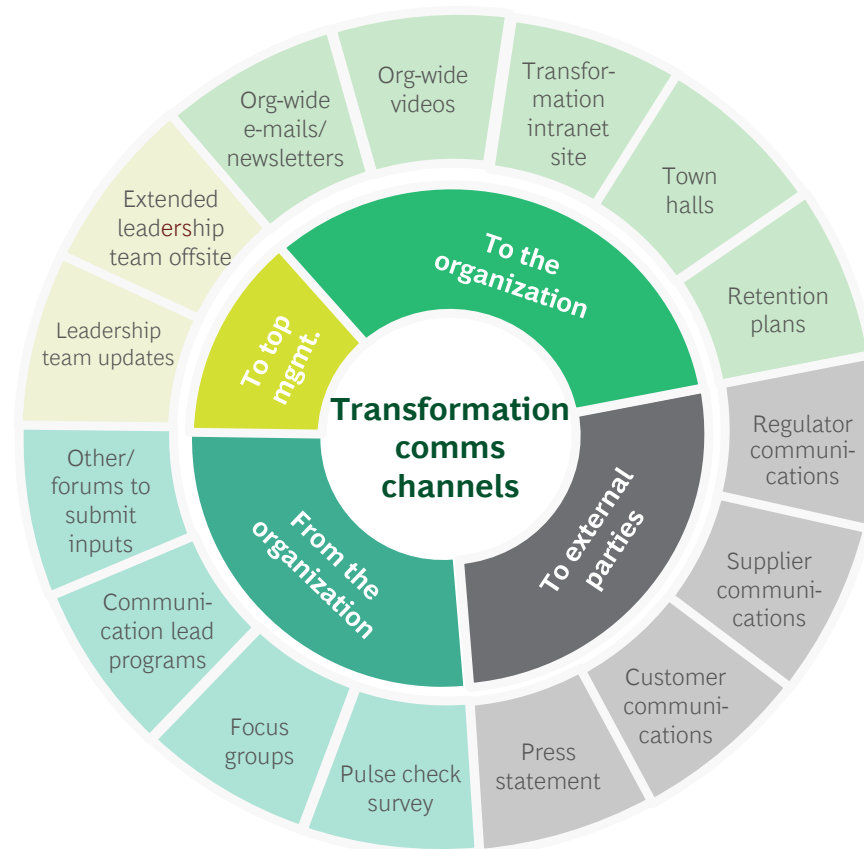 Transformation
comms
channels
To the
organization
To external
parties
From the
organization
To top
mgmt.
Org-wide
e-mails/
newsletters
Org-wide
videos
Transfor-
mation
intranet
site
Town
halls
Retention
plans
Regulator
communi-
cations
Supplier
communi-
cations
Customer
communi-
cations
Press
statement
Pulse check
survey
Focus
groups
Communi-
cation lead
programs
Other/
forums to
submit
inputs
Leadership
team updates
Extended
leadership
team offsite